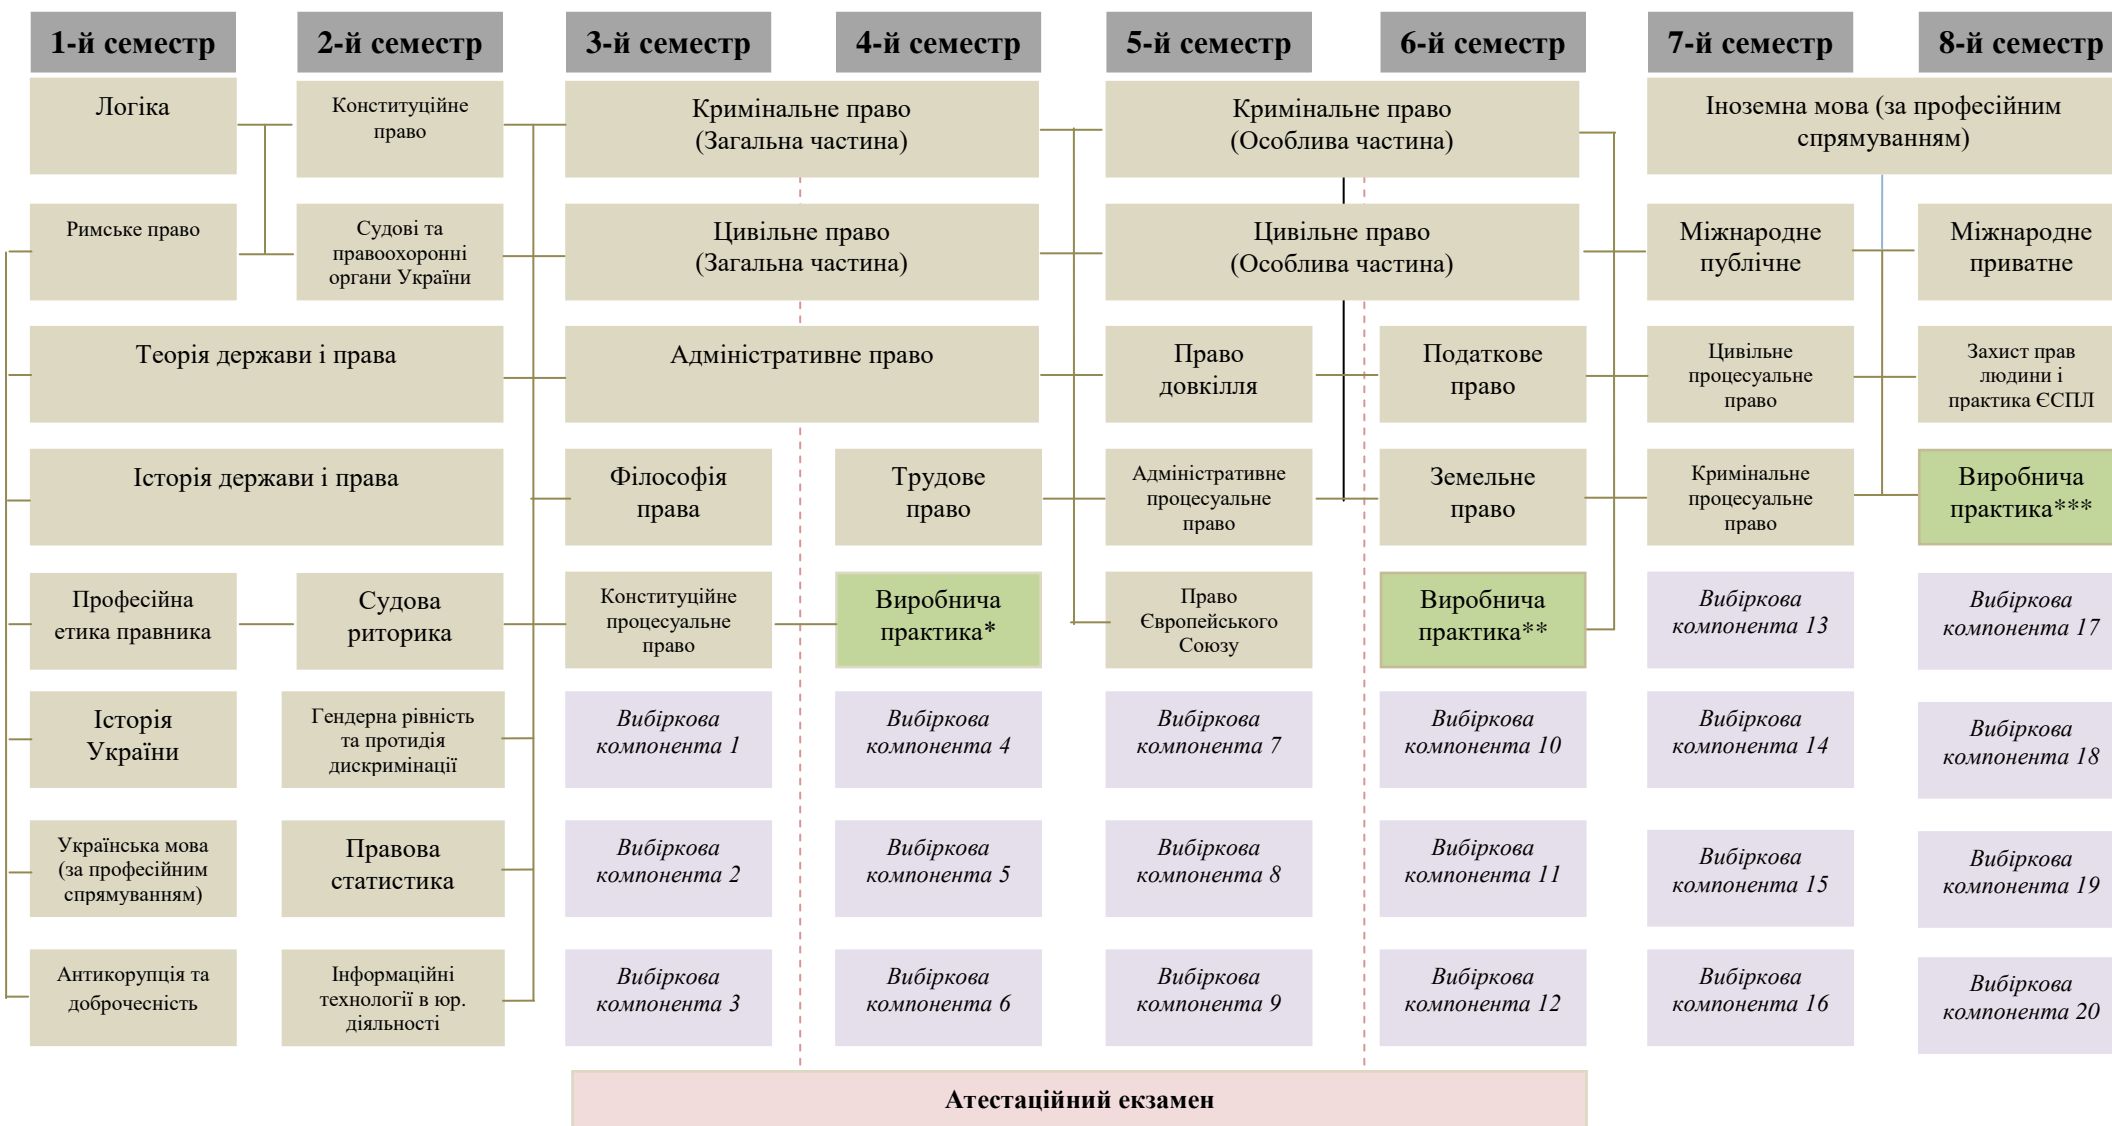 1-й семестр
2-й семестр
3-й семестр
4-й семестр
5-й семестр
6-й семестр
7-й семестр
8-й семестр
Логіка
Конституційне
право
Кримінальне право
(Загальна частина)
Кримінальне право
(Особлива частина)
Іноземна мова (за професійним
спрямуванням)
Римське право
Судові та
правоохоронні
органи України
Цивільне право
(Загальна частина)
Цивільне право
(Особлива частина)
Міжнародне
публічне
Міжнародне
приватне
Теорія держави і права
Адміністративне право
Право
довкілля
Податкове
право
Цивільне
процесуальне
право
Захист прав
людини і
практика ЄСПЛ
Історія держави і права
Філософія
права
Трудове
право
Адміністративне
процесуальне
право
Земельне
право
Кримінальне
процесуальне
право
Виробнича
практика***
Професійна
етика правника
Судова
риторика
Конституційне
процесуальне
право
Виробнича
практика*
Право
Європейського
Союзу
Виробнича
практика**
Вибіркова
компонента 13
Вибіркова
компонента 17
Історія
України
Гендерна рівність
та протидія
дискримінації
Вибіркова
компонента 1
Вибіркова
компонента 4
Вибіркова
компонента 7
Вибіркова
компонента 10
Вибіркова
компонента 14
Вибіркова
компонента 18
Українська мова
(за професійним
спрямуванням)
Правова
статистика
Вибіркова
компонента 2
Вибіркова
компонента 5
Вибіркова
компонента 8
Вибіркова
компонента 11
Вибіркова
компонента 15
Вибіркова
компонента 19
Антикорупція та
доброчесність
Інформаційні
технології в юр.
діяльності
Вибіркова
компонента 3
Вибіркова
компонента 6
Вибіркова
компонента 9
Вибіркова
компонента 12
Вибіркова
компонента 16
Вибіркова
компонента 20
Атестаційний екзамен